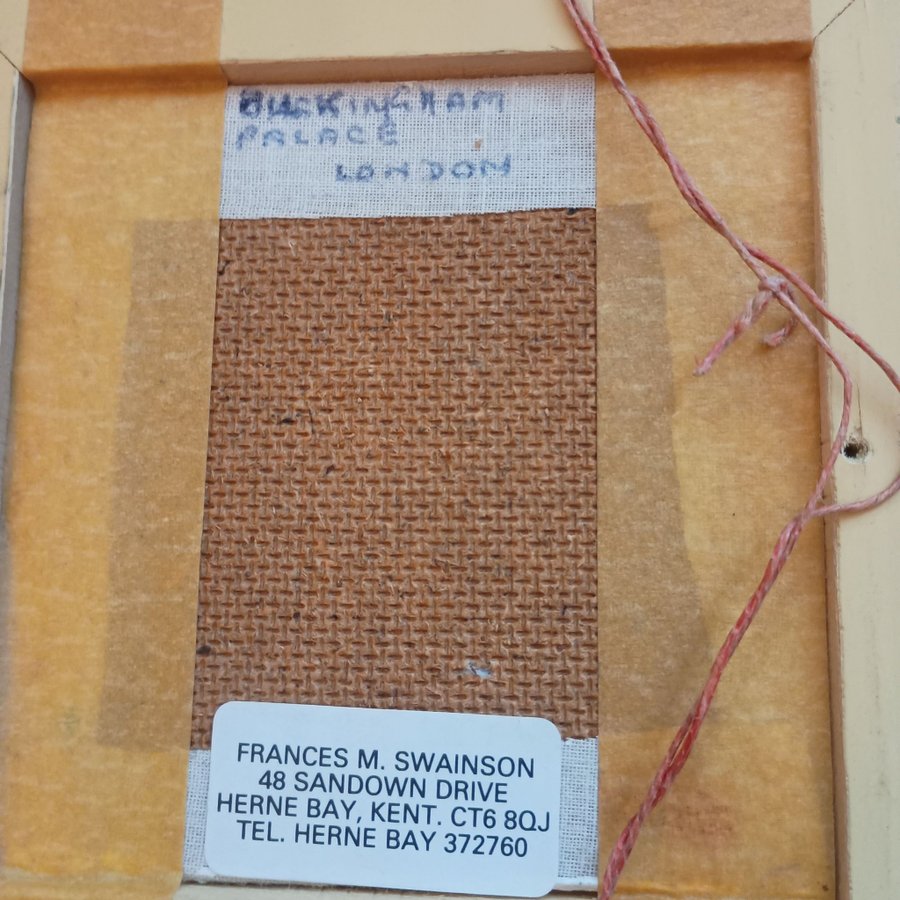 BUCKINGHAM
PALACE
LONDON
FRANCES M. SWAINSON
48 SANDOWN DRIVE
HERNE BAY, KENT. CT6 8QJ
TEL. HERNE BAY 372760